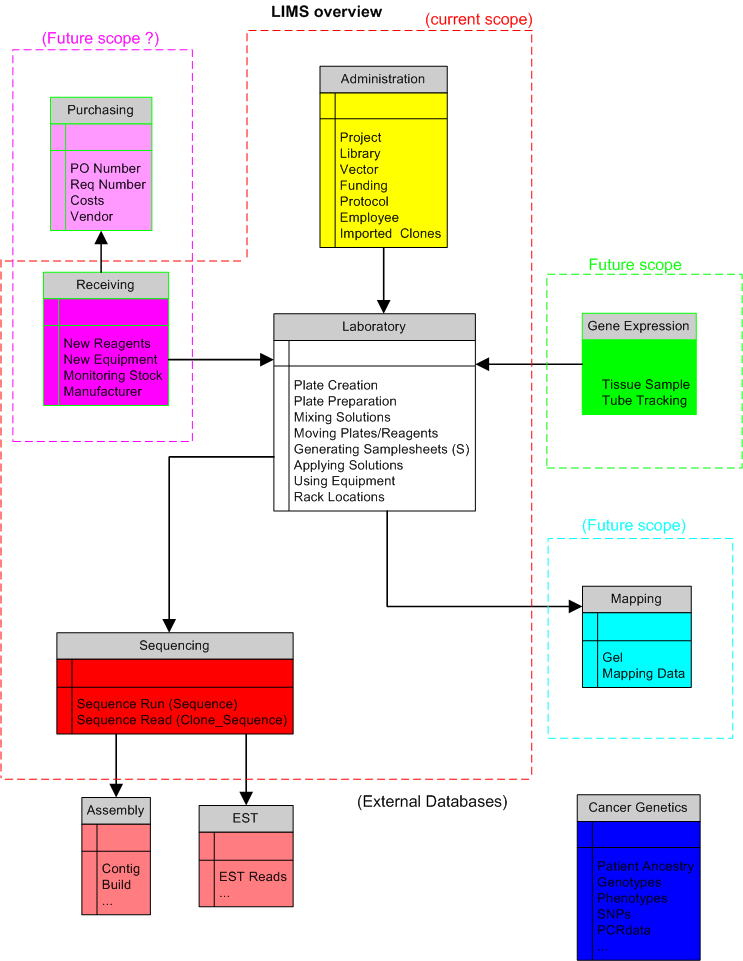 LIMS overview
(current scope)
(Future scope ?)
Purchasing
PO Number
Req Number
Costs
Vendor
Administration
Project
Library
Vector
Funding
Protocol
Employee
Imported Clones
Receiving
New Reagents
New Equipment
Monitoring Stock
Manufacturer
Laboratory
Plate Creation
Plate Preparation
Mixing Solutions
Moving Plates/Reagents
Generating Samplesheets (S)
Applying Solutions
Using Equipment
Rack Locations
Future scope
Gene Expression
Tissue Sample
Tube Tracking
(Future scope)
Mapping
Gel
Mapping Data
Sequencing
Sequence Run (Sequence)
Sequence Read (Clone_Sequence)
(External Databases)
Assembly
Contig
Build
...
EST
EST Reads
...
Cancer Genetics
Patient Ancestry
Genotypes
Phenotypes
SNPs
PCRdata
...